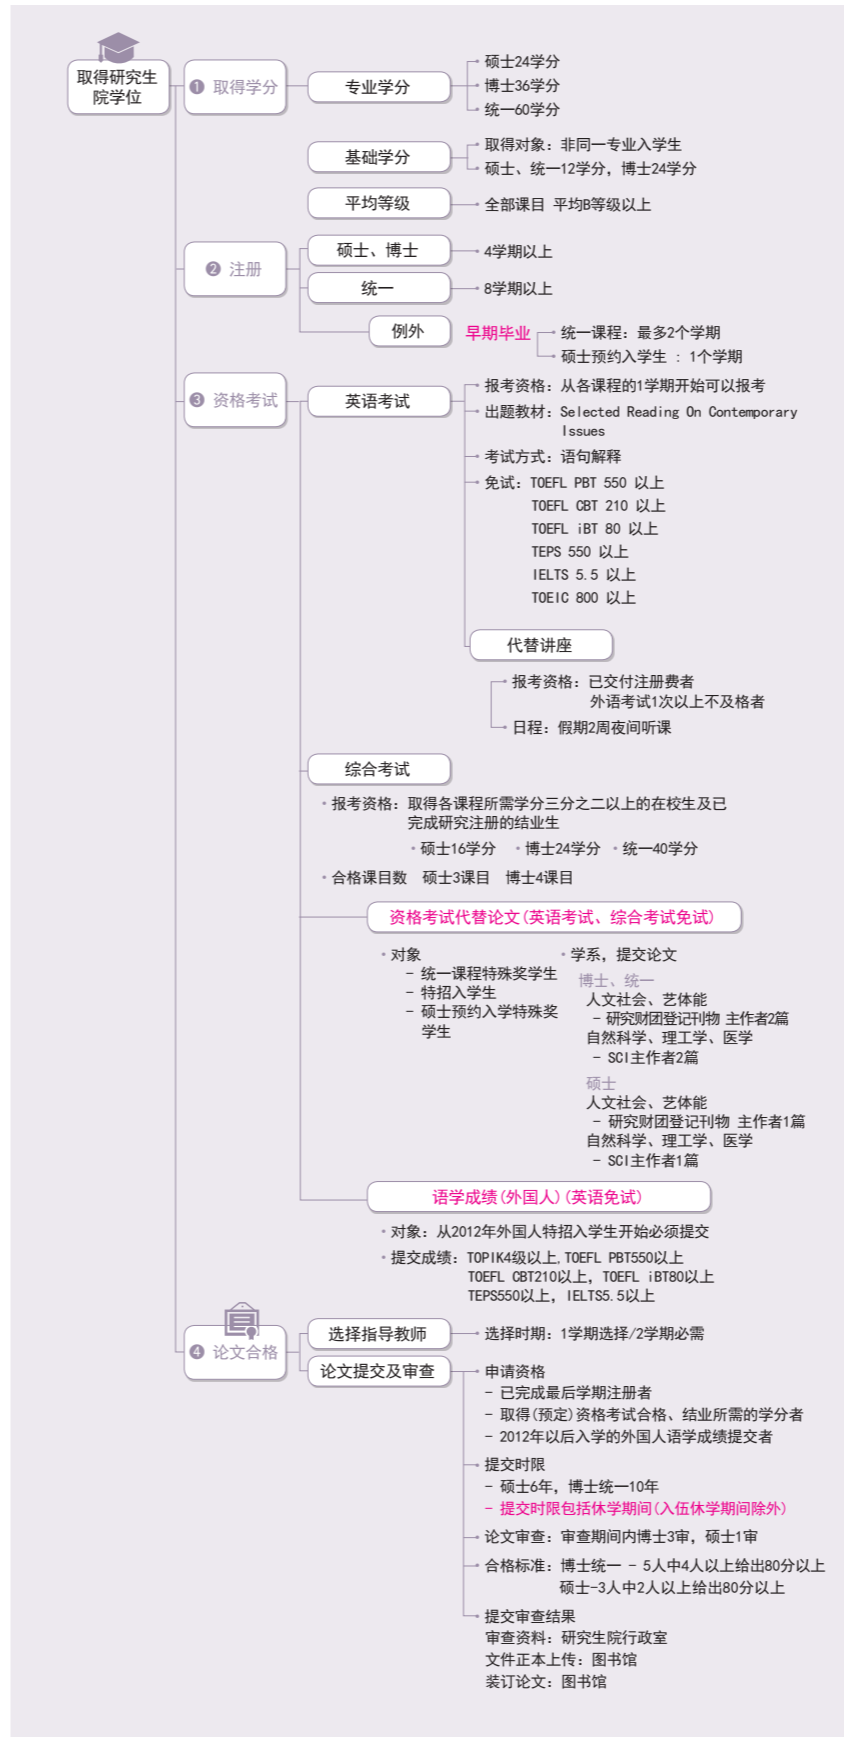 取得研究生
院学位
❶ 取得学分
专业学分
硕士24学分
博士36学分
统一60学分
基础学分
取得对象：非同一专业入学生
硕士、统一12学分，博士24学分
平均等级
全部课目 平均B等级以上
❷ 注册
硕士、博士
4学期以上
统一
8学期以上
例外
早期毕业
统一课程：最多2个学期
硕士预约入学生 ：1个学期
❸ 资格考试
英语考试
报考资格：从各课程的1学期开始可以报考
出题教材：Selected Reading On Contemporary
Issues
考试方式：语句解释
免试：TOEFL PBT 550 以上
TOEFL CBT 210 以上
TOEFL iBT 80 以上
TEPS 550 以上
IELTS 5.5 以上
TOEIC 800 以上
代替讲座
报考资格：已交付注册费者
外语考试1次以上不及格者
日程：假期2周夜间听课
综合考试
· 报考资格：取得各课程所需学分三分之二以上的在校生及已
完成研究注册的结业生
· 硕士16学分 · 博士24学分 · 统一40学分
· 合格课目数 硕士3课目 博士4课目
资格考试代替论文(英语考试、综合考试免试)
· 对象
- 统一课程特殊奖学生
- 特招入学生
- 硕士预约入学特殊奖
学生
· 学系，提交论文
博士、统一
人文社会、艺体能
- 研究财团登记刊物 主作者2篇
自然科学、理工学、医学
- SCI主作者2篇
硕士
人文社会、艺体能
- 研究财团登记刊物 主作者1篇
自然科学、理工学、医学
- SCI主作者1篇
语学成绩(外国人)(英语免试)
· 对象：从2012年外国人特招入学生开始必须提交
· 提交成绩：TOPIK4级以上,TOEFL PBT550以上
TOEFL CBT210以上，TOEFL iBT80以上
TEPS550以上，IELTS5.5以上
❹ 论文合格
选择指导教师
选择时期：1学期选择/2学期必需
论文提交及审查
申请资格
- 已完成最后学期注册者
- 取得(预定)资格考试合格、结业所需的学分者
- 2012年以后入学的外国人语学成绩提交者
提交时限
- 硕士6年，博士统一10年
- 提交时限包括休学期间(入伍休学期间除外)
论文审查：审查期间内博士3审，硕士1审
合格标准：博士统一 - 5人中4人以上给出80分以上
硕士-3人中2人以上给出80分以上
提交审查结果
审查资料：研究生院行政室
文件正本上传：图书馆
装订论文：图书馆